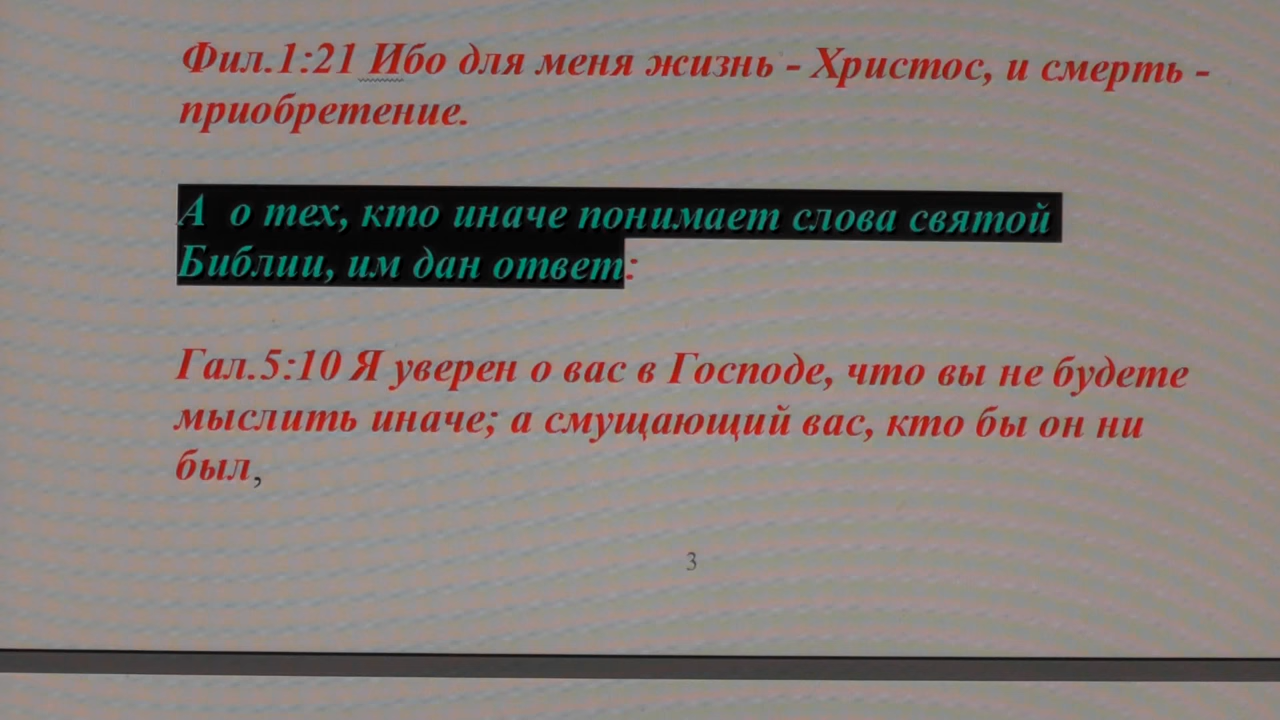 Фил.1:21 Ибо для меня жизнь - Христос, и смерть -
приобретение.
А  о тех, кто иначе понимает слова святой
Библии, им дан ответ:
Гал.5:10 Я уверен о вас в Господе, что вы не будете
мыслить иначе; а смущающий вас, кто бы он ни
был,
3